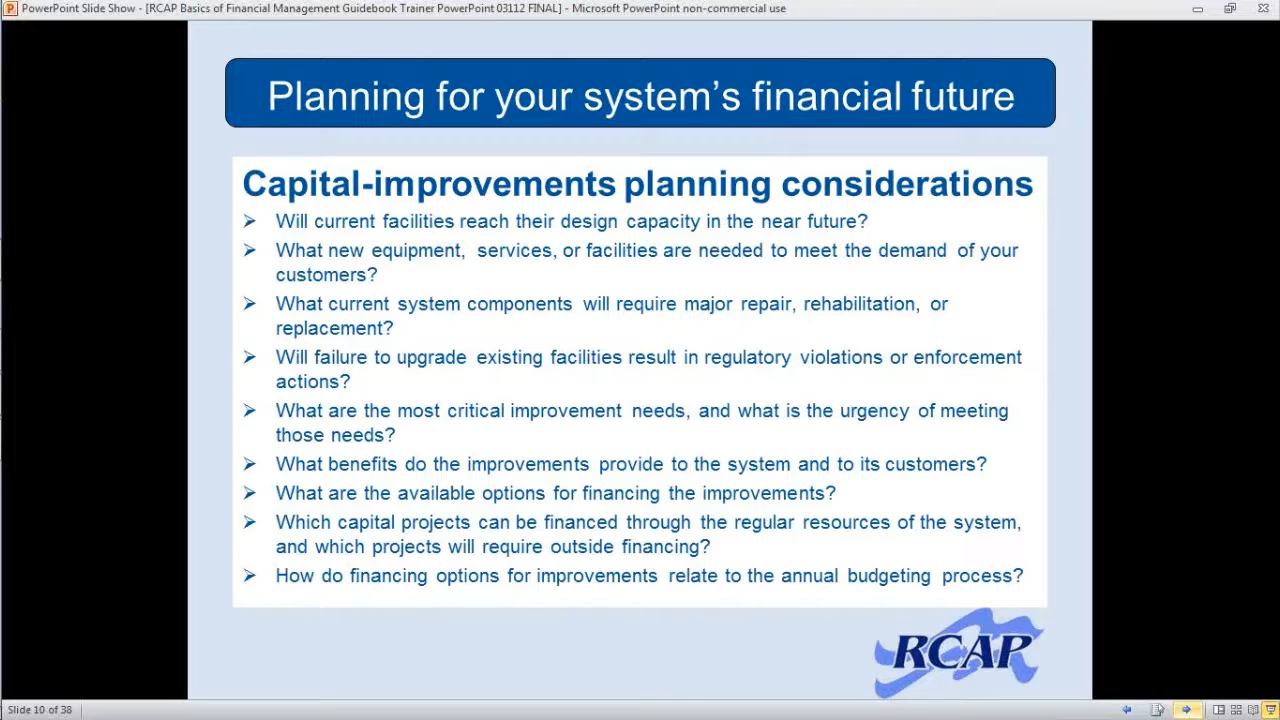 PowerPoint Slide Show - [RCAP Basics of Financial Management Guidebook Trainer PowerPoint 03112 FINAL] - Microsoft PowerPoint non-commercial use
Planning for your system's financial future
Capital-improvements planning considerations
Will current facilities reach their design capacity in the near future?
What new equipment, services, or facilities are needed to meet the demand of your
customers?
What current system components will require major repair, rehabilitation, or
replacement?
Will failure to upgrade existing facilities result in regulatory violations or enforcement
actions?
What are the most critical improvement needs, and what is the urgency of meeting
those needs?
What benefits do the improvements provide to the system and to its customers?
What are the available options for financing the improvements?
Which capital projects can be financed through the regular resources of the system,
and which projects will require outside financing?
How do financing options for improvements relate to the annual budgeting process?
RCAP
Slide 10 of 38